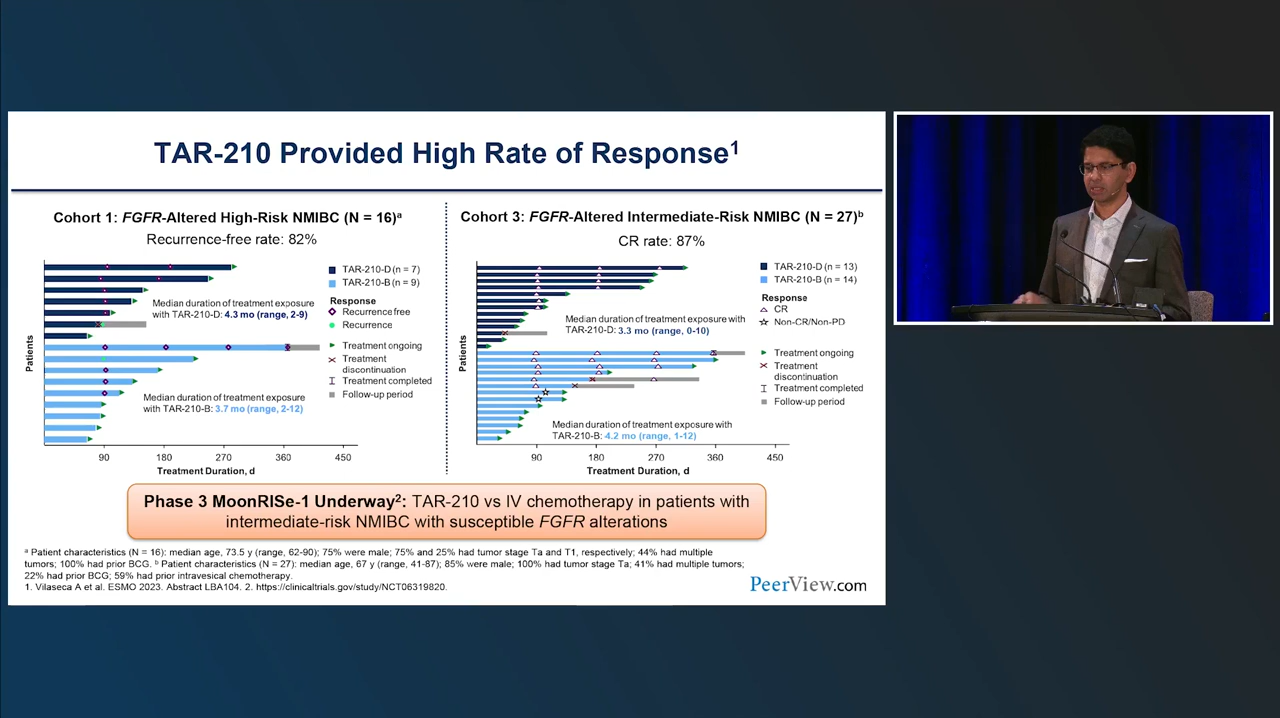 TAR-210 Provided High Rate of Response1
Cohort 1: FGFR-Altered High-Risk NMIBC (N = 16)a
Recurrence-free rate: 82%
TAR-210-D (n = 7)
TAR-210-B (n = 9)
Response
Recurrence free
Recurrence
Treatment ongoing
Treatment
discontinuation
Treatment completed
Follow-up period
Median duration of treatment exposure
with TAR-210-D: 4.3 mo (range, 2-9)
Median duration of treatment exposure
with TAR-210-B: 3.7 mo (range, 2-12)
Patients
90 180 270 360 450
Treatment Duration, d
Cohort 3: FGFR-Altered Intermediate-Risk NMIBC (N = 27)b
CR rate: 87%
TAR-210-D (n = 13)
TAR-210-B (n = 14)
Response
CR
Non-CR/Non-PD
Treatment ongoing
Treatment
discontinuation
Treatment completed
Follow-up period
Median duration of treatment exposure with
TAR-210-D: 3.3 mo (range, 0-10)
Median duration of treatment exposure with
TAR-210-B: 4.2 mo (range, 1-12)
Patients
90 180 270 360 450
Treatment Duration, d
Phase 3 MoonRISe-1 Underway2: TAR-210 vs IV chemotherapy in patients with
intermediate-risk NMIBC with susceptible FGFR alterations
a Patient characteristics (N = 16): median age, 73.5 y (range, 62-90); 75% were male; 75% and 25% had tumor stage Ta and T1, respectively; 44% had multiple
tumors; 100% had prior BCG. b Patient characteristics (N = 27): median age, 67 y (range, 41-87); 85% were male; 100% had tumor stage Ta; 41% had multiple tumors;
22% had prior BCG; 59% had prior intravesical chemotherapy.
1. Vilaseca A et al. ESMO 2023. Abstract LBA104. 2. https://clinicaltrials.gov/study/NCT06319820.
PeerView.com